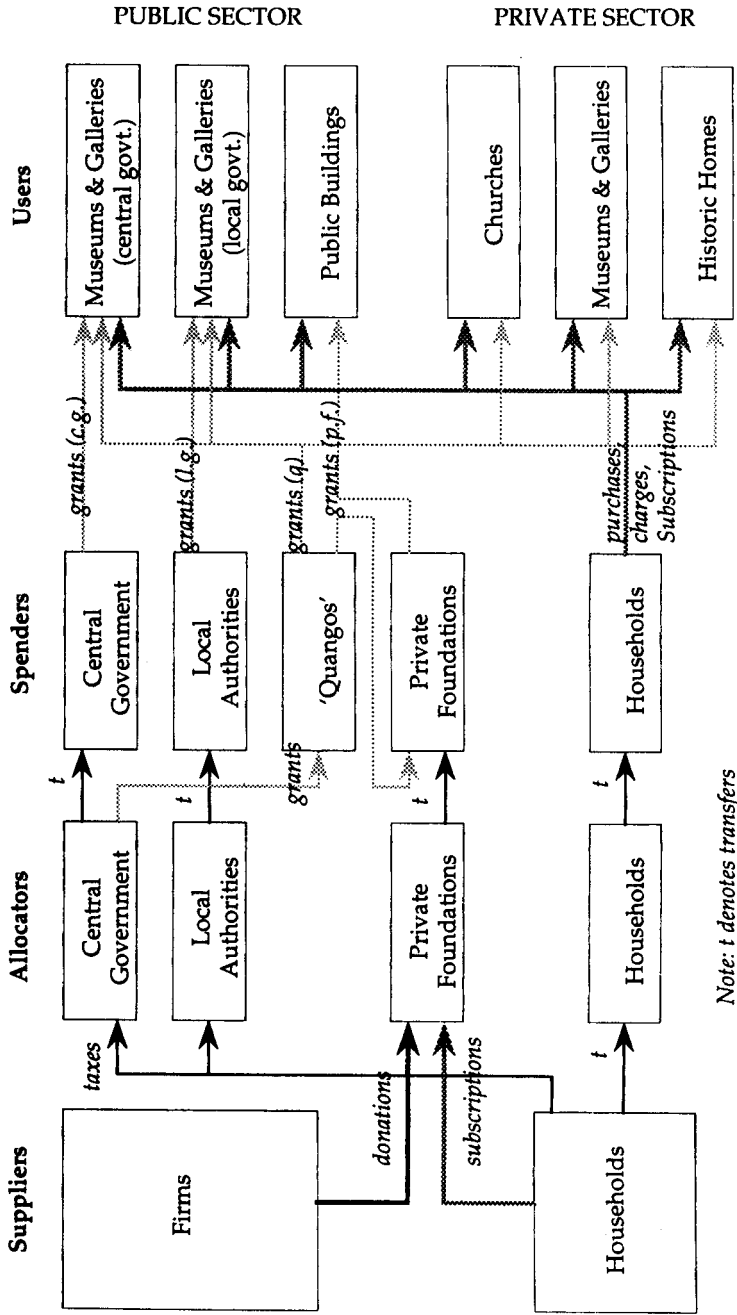 Suppliers
Allocators
Spenders
Users
Firms
Households
taxes
donations
subscriptions
t
Central
Government
Local
Authorities
Private
Foundations
Households
t
t
grants
t
t
Central
Government
Local
Authorities
'Quangos'
Private
Foundations
Households
grants (c.g.)
grants (l.g.)
grants (q)
grants (p.f.)
purchases,
charges,
Subscriptions
Museums & Galleries
(central govt.)
Museums & Galleries
(local govt.)
Public Buildings
Churches
Museums & Galleries
Historic Homes
PUBLIC SECTOR
PRIVATE SECTOR
Note: t denotes transfers